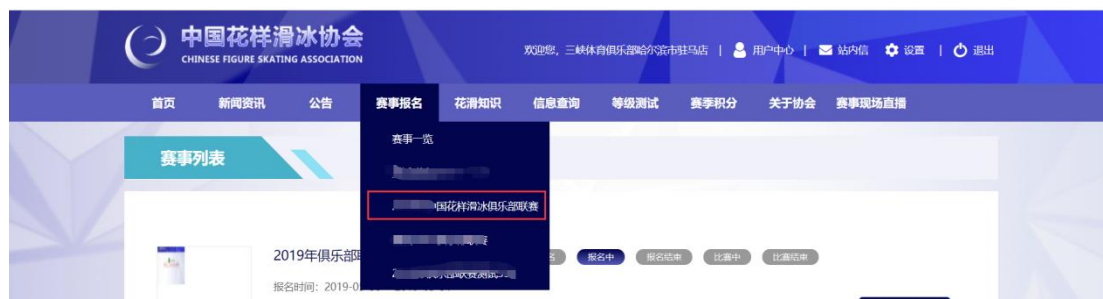 中国花样滑冰协会
CHINESE FIGURE SKATING ASSOCIATION
欢迎您，三峡体育俱乐部哈尔滨市驻马店 | 用户中心 | 站内信 设置 | 退出
首页 新闻资讯 公告 赛事报名 花滑知识 信息查询 等级测试 赛季积分 关于协会 赛事现场直播
赛事一览
赛事列表
国花样滑冰俱乐部联赛
2019年俱乐部 报名中 报名结束 比赛中 比赛结束
报名时间：2019-0